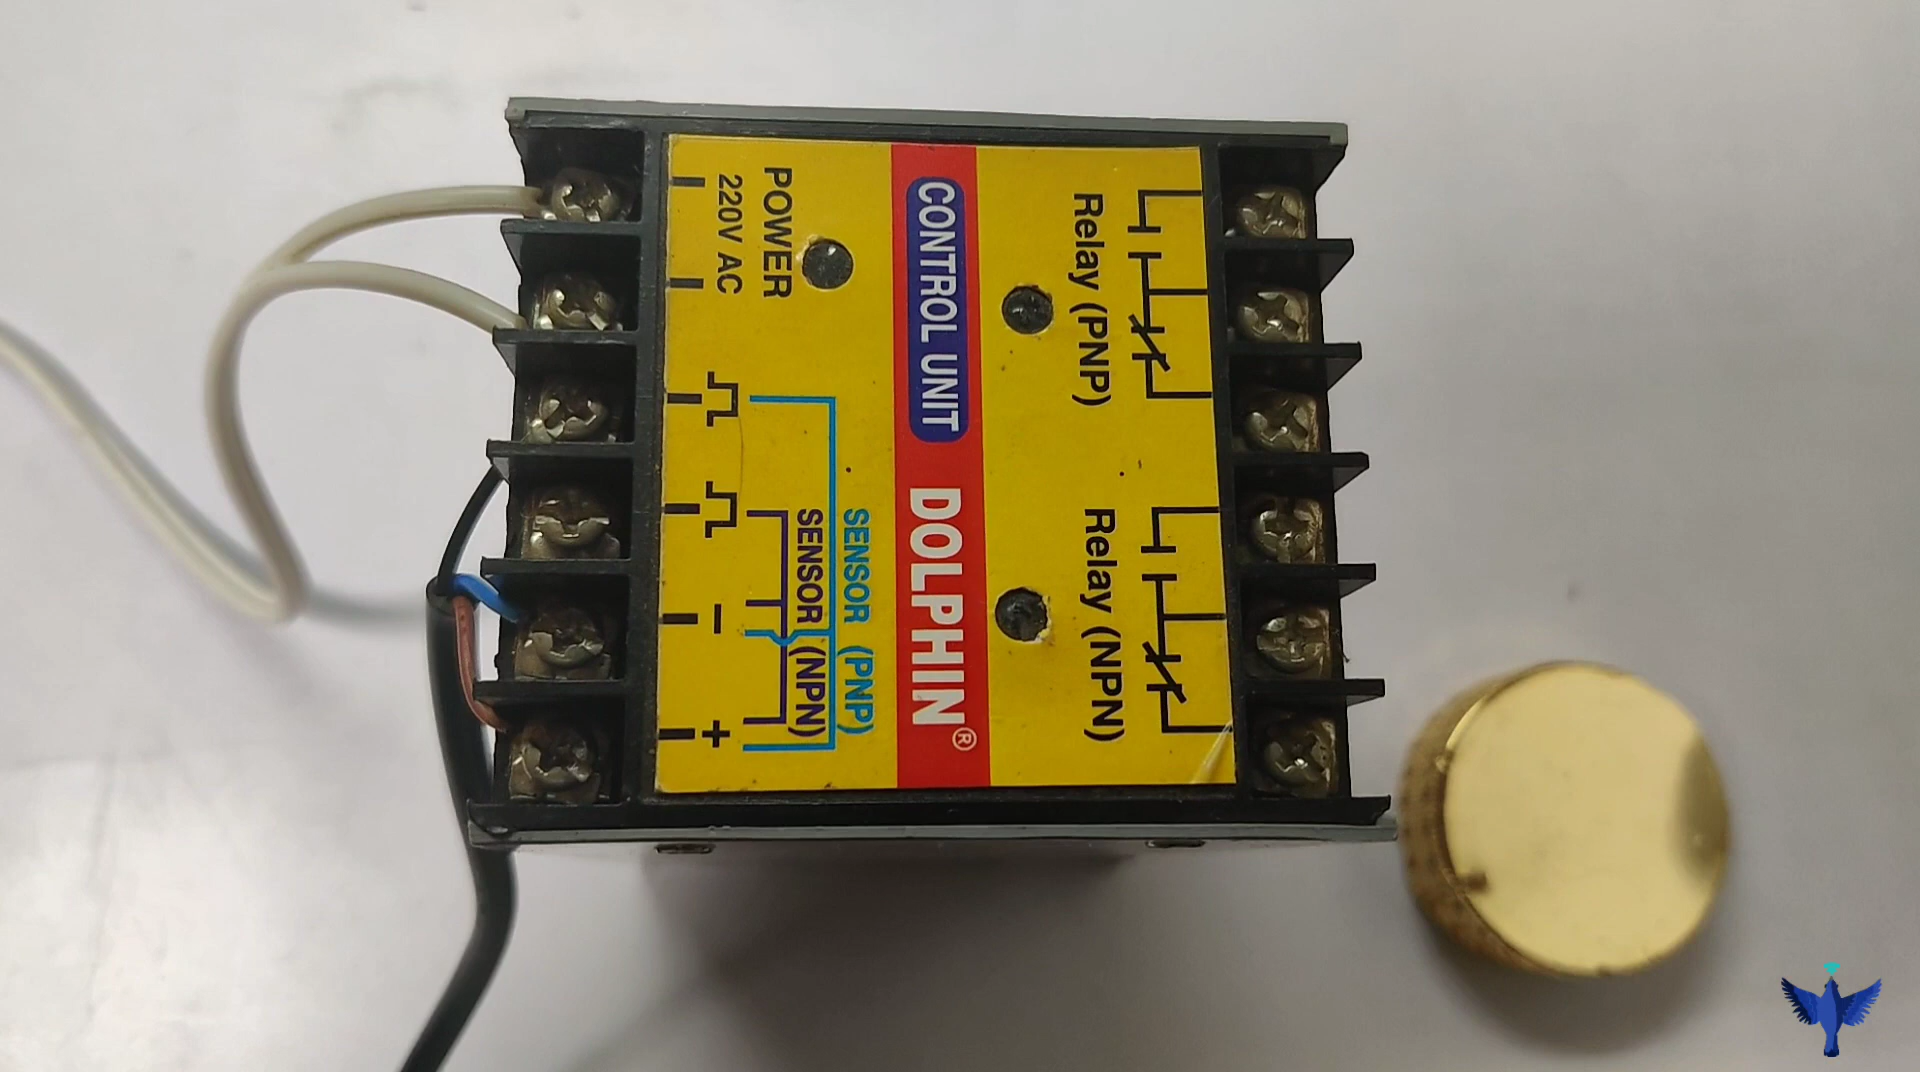 Relay (PNP)
Relay (NPN)
CONTROL UNIT
DOLPHIN®
POWER
220V AC
SENSOR (PNP)
SENSOR (NPN)
- +